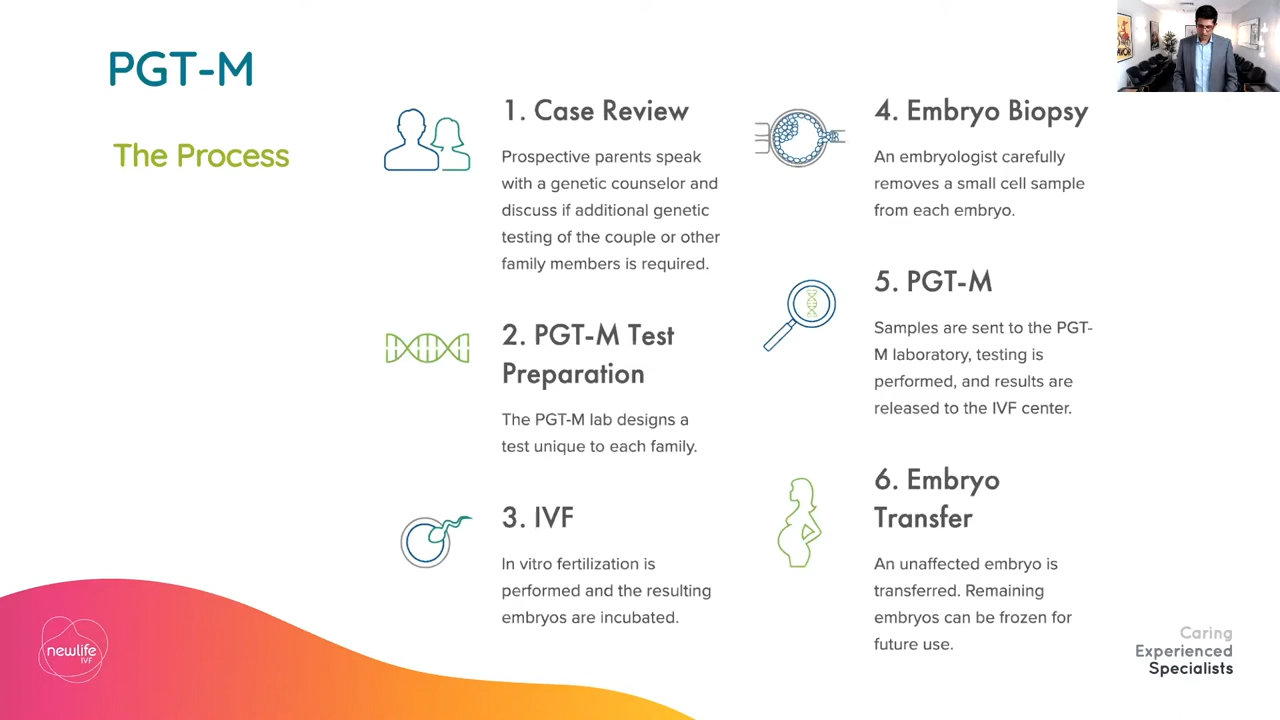 PGT-M
The Process
1. Case Review
Prospective parents speak
with a genetic counselor and
discuss if additional genetic
testing of the couple or other
family members is required.
2. PGT-M Test
Preparation
The PGT-M lab designs a
test unique to each family.
3. IVF
In vitro fertilization is
performed and the resulting
embryos are incubated.
4. Embryo Biopsy
An embryologist carefully
removes a small cell sample
from each embryo.
5. PGT-M
Samples are sent to the PGT-
M laboratory, testing is
performed, and results are
released to the IVF center.
6. Embryo
Transfer
An unaffected embryo is
transferred. Remaining
embryos can be frozen for
future use.
newlife
IVF
Caring
Experienced
Specialists